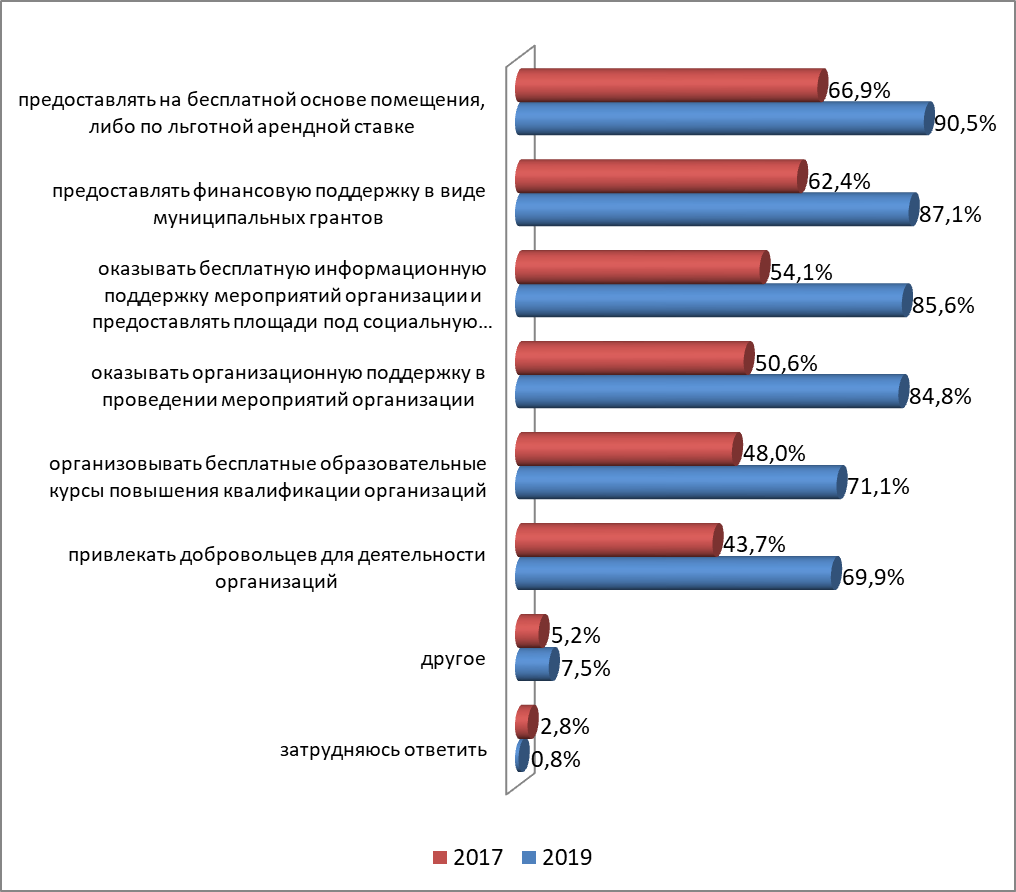 предоставлять на бесплатной основе помещения,
либо по льготной арендной ставке
66,9%
90,5%
предоставлять финансовую поддержку в виде
муниципальных грантов
62,4%
87,1%
оказывать бесплатную информационную
поддержку мероприятий организации и
предоставлять площади под социальную...
54,1%
85,6%
оказывать организационную поддержку в
проведении мероприятий организации
50,6%
84,8%
организовывать бесплатные образовательные
курсы повышения квалификации организаций
48,0%
71,1%
привлекать добровольцев для деятельности
организаций
43,7%
69,9%
другое
5,2%
7,5%
затрудняюсь ответить
2,8%
0,8%
2017 2019